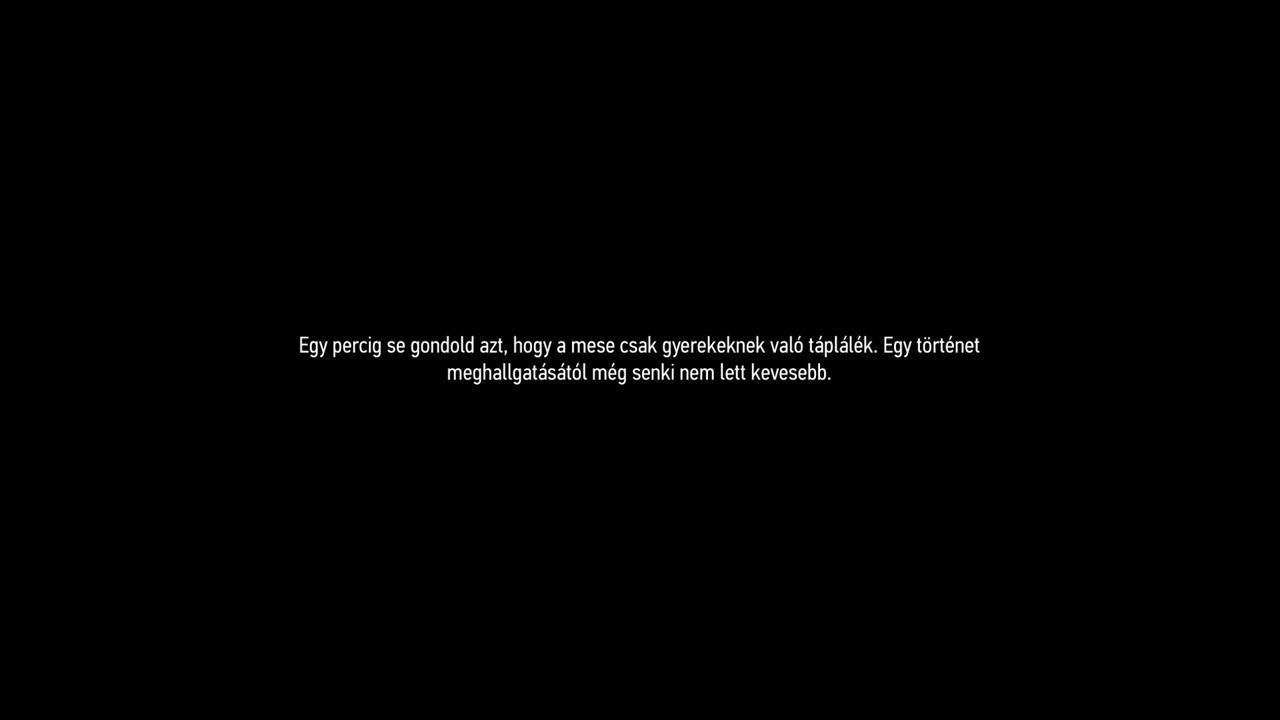 Egy percig se gondold azt, hogy a mese csak gyerekeknek való táplálék. Egy történet
meghallgatásától még senki nem lett kevesebb.